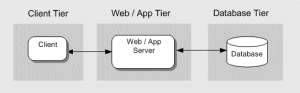 Client Tier
Web / App Tier
Database Tier
Client
Web / App
Server
Database